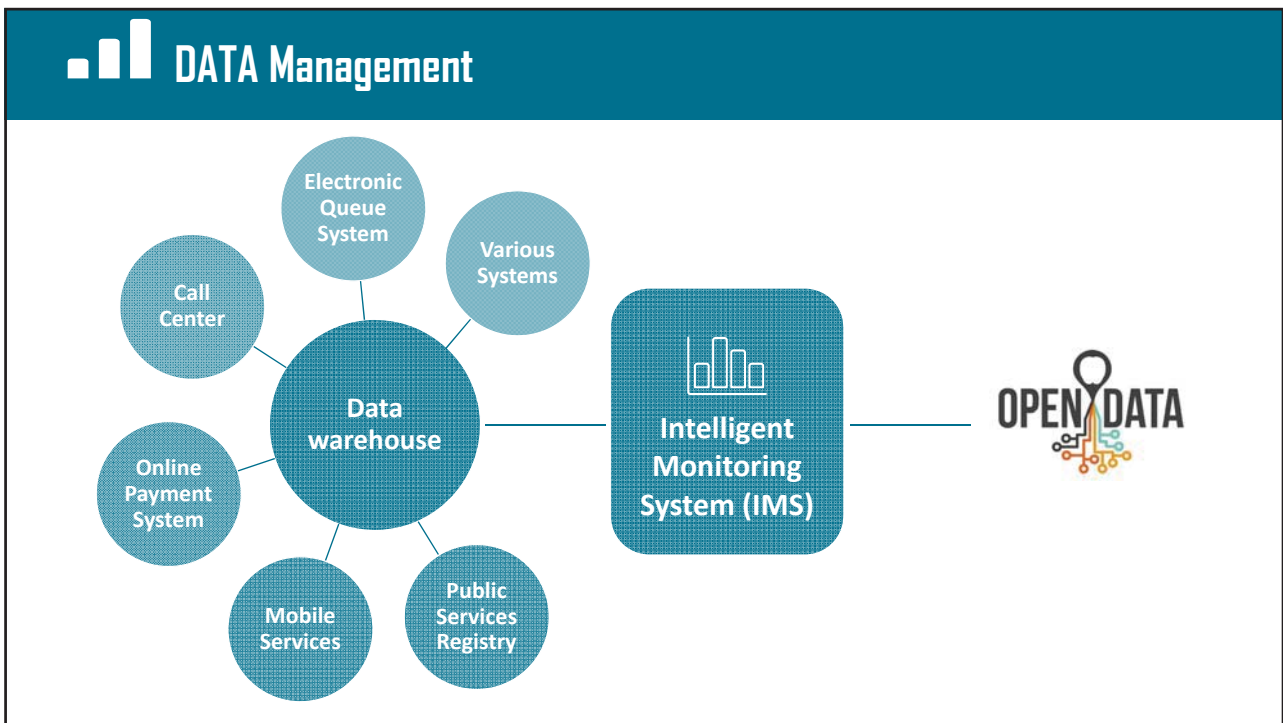 DATA Management
Electronic
Queue
System
Various
Systems
Call
Center
Data
warehouse
Intelligent
Monitoring
System (IMS)
OPEN DATA
Online
Payment
System
Mobile
Services
Public
Services
Registry